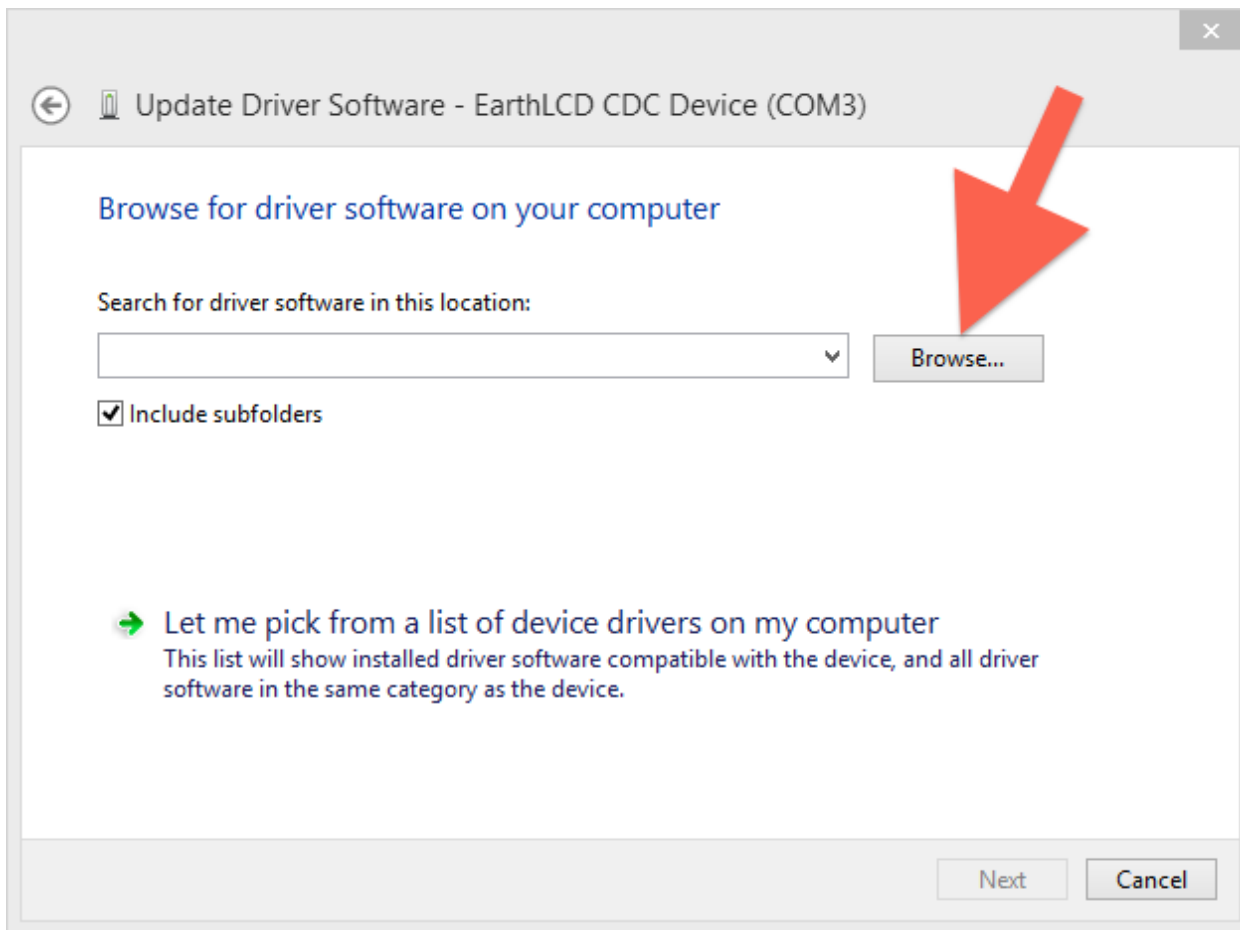 Update Driver Software - EarthLCD CDC Device (COM3)
Browse for driver software on your computer
Search for driver software in this location:
Browse...
Include subfolders
Let me pick from a list of device drivers on my computer
This list will show installed driver software compatible with the device, and all driver
software in the same category as the device.
Next
Cancel